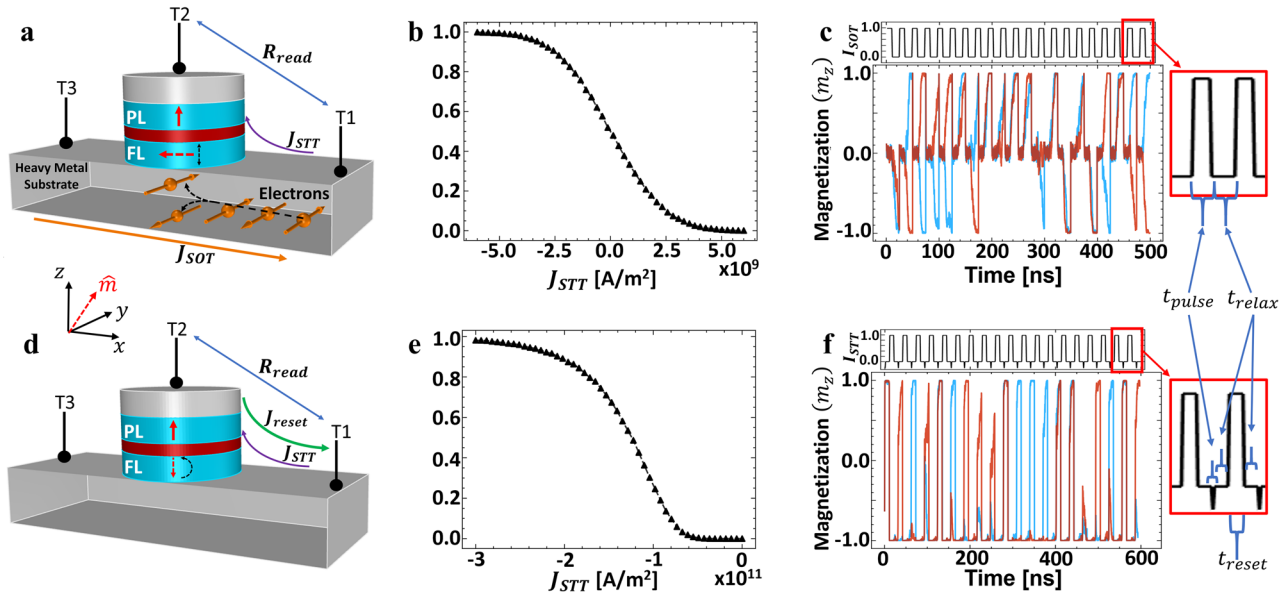 a
T2
R_read
T3
T1
PL
FL
J_STT
Heavy Metal
Substrate
Electrons
J_SOT
b
1.0
0.8
0.6
0.4
0.2
0.0
-5.0 -2.5 0.0 2.5 5.0
x10^9
J_STT [A/m²]
c
I_SOT
1.0
0.0
Magnetization (m_z)
1.0
0.0
-1.0
0 100 200 300 400 500
Time [ns]
t_pulse t_relax
z
m̂
y
x
d
T2
R_read
T3
T1
J_reset
PL
FL
J_STT
e
1.0
0.8
0.6
0.4
0.2
0.0
-3 -2 -1 0
x10^11
J_STT [A/m²]
f
I_STT
1.0
0.0
Magnetization (m_z)
1.0
0.0
-1.0
0 200 400 600
Time [ns]
t_reset